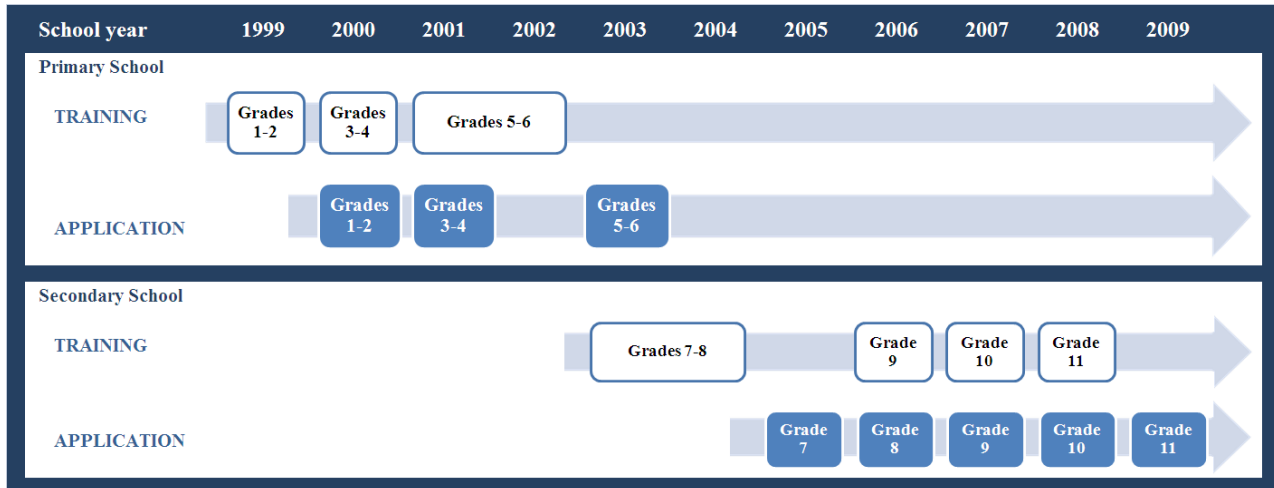 School year 1999 2000 2001 2002 2003 2004 2005 2006 2007 2008 2009
Primary School
TRAINING
Grades
1-2
Grades
3-4
Grades 5-6
APPLICATION
Grades
1-2
Grades
3-4
Grades
5-6
Secondary School
TRAINING
Grades 7-8
Grade
9
Grade
10
Grade
11
APPLICATION
Grade
7
Grade
8
Grade
9
Grade
10
Grade
11